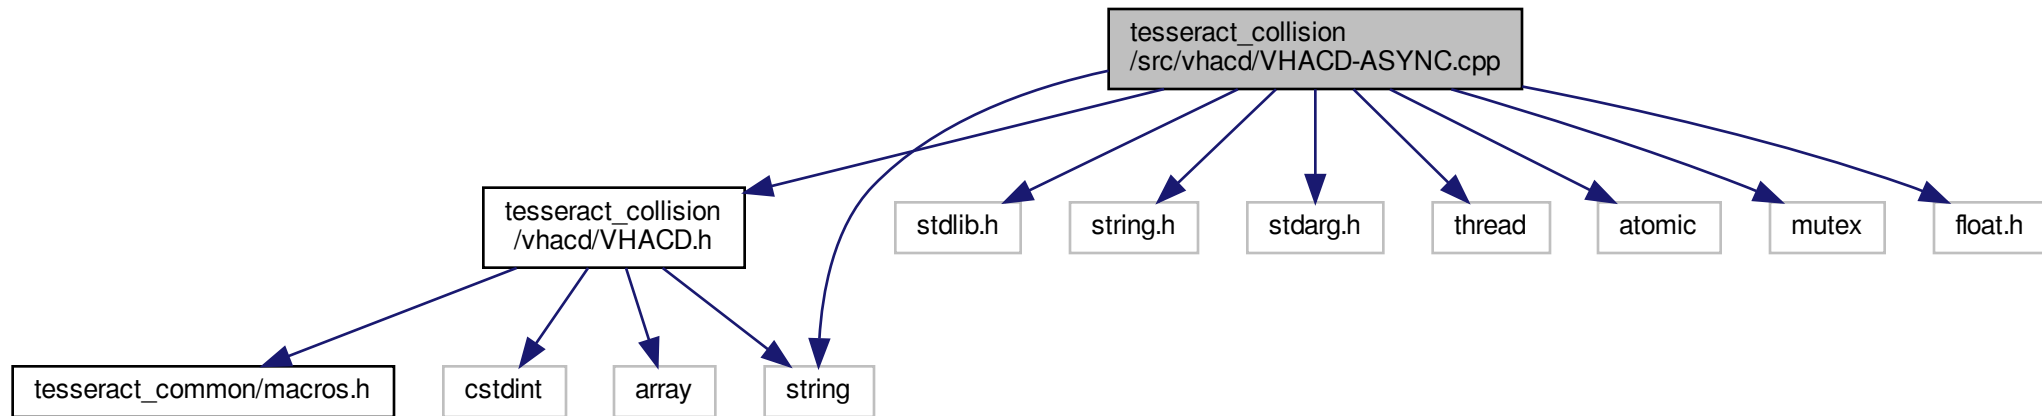 tesseract_collision
/src/vhacd/VHACD-ASYNC.cpp
tesseract_collision
/vhacd/VHACD.h
stdlib.h
string.h
stdarg.h
thread
atomic
mutex
float.h
tesseract_common/macros.h
cstdint
array
string